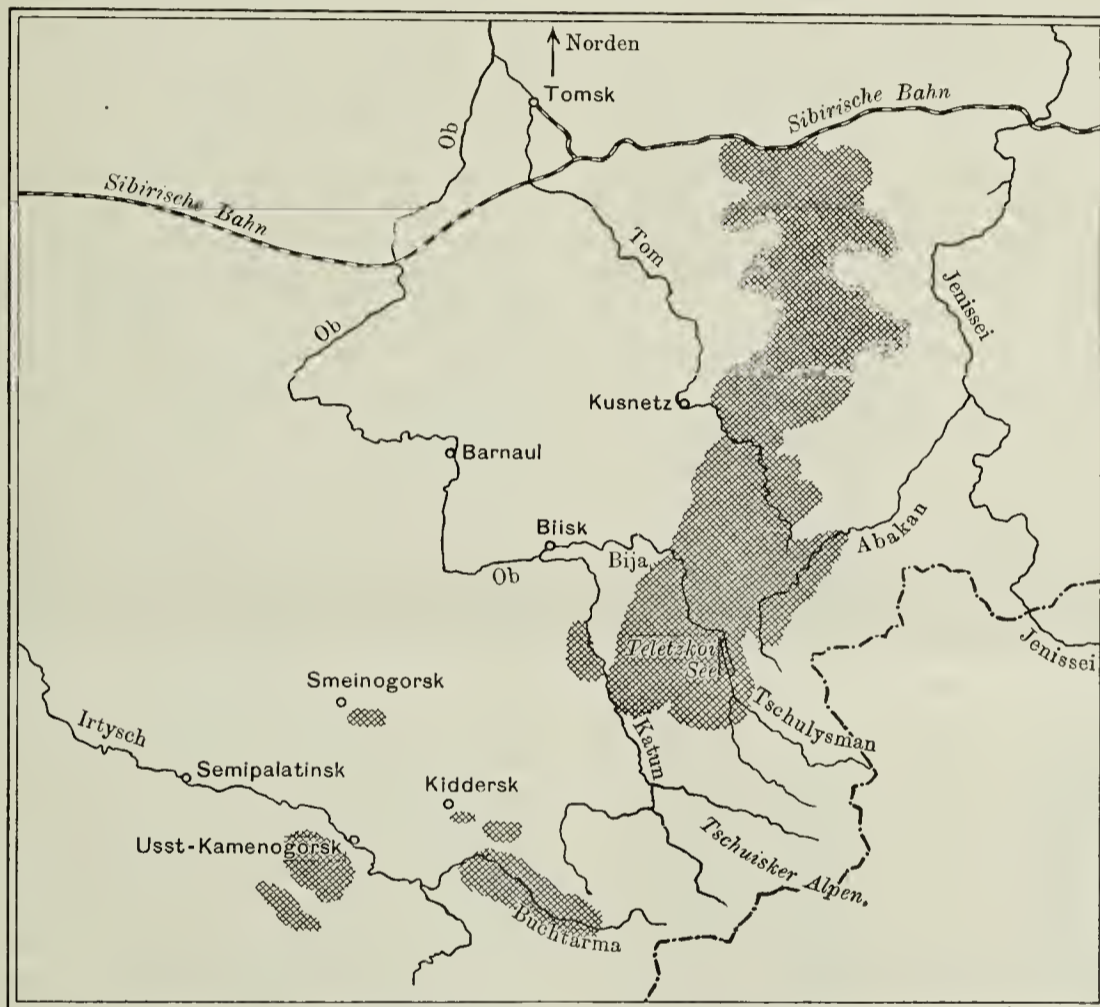 Norden
Tomsk
Sibirische Bahn
Ob
Sibirische Bahn
Tom
Jenissei
Ob
Kusnetz
Barnaul
Abakan
Biisk
Bija
Ob
Jenissei
Teletzkoi
See
Smeinogorsk
Tschulysman
Irtysch
Katun
Semipalatinsk
Kiddersk
Tschuisker Alpen.
Usst-Kamenogorsk
Buchtarma